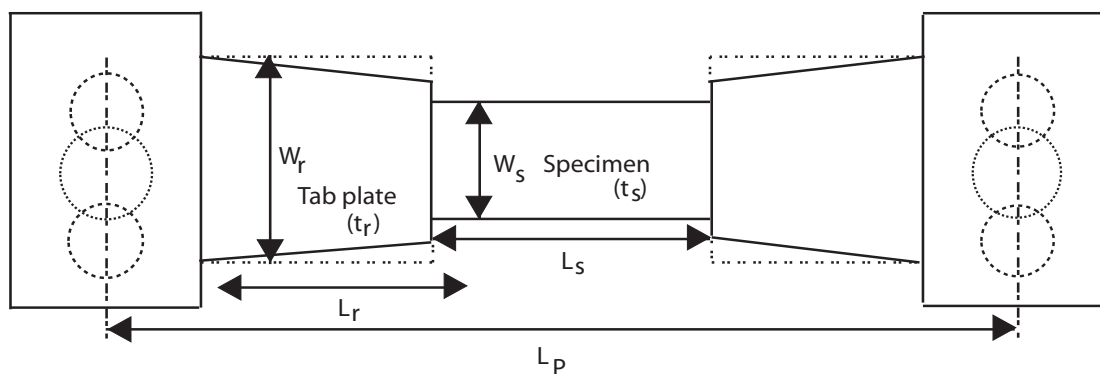 Wr
Ws
Specimen
(ts)
Tab plate
(tr)
Ls
Lr
LP